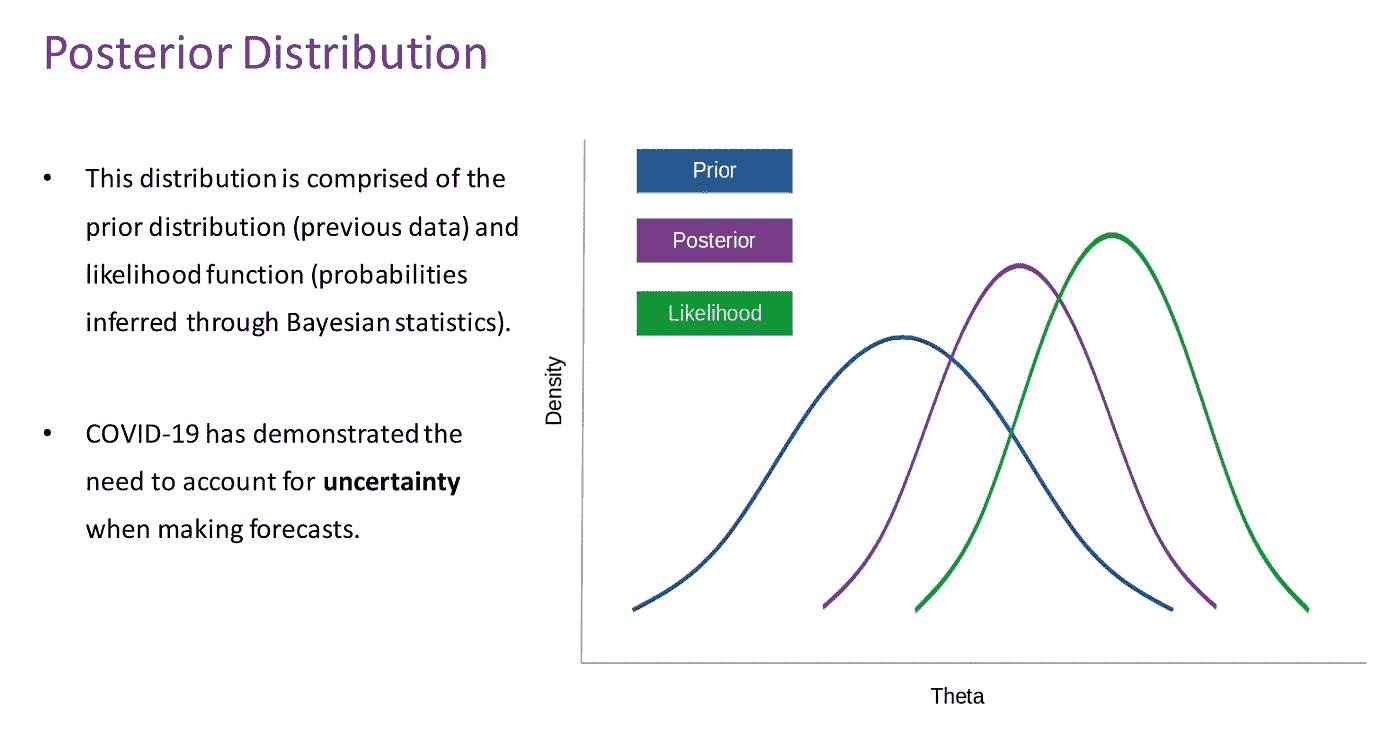 Posterior Distribution
• This distribution is comprised of the
prior distribution (previous data) and
likelihood function (probabilities
inferred through Bayesian statistics).
• COVID-19 has demonstrated the
need to account for uncertainty
when making forecasts.
Prior
Posterior
Likelihood
Density
Theta